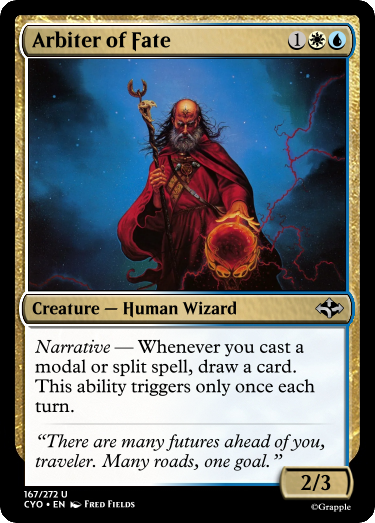 Arbiter of Fate 1
Creature — Human Wizard
Narrative — Whenever you cast a
modal or split spell, draw a card.
This ability triggers only once each
turn.
“There are many futures ahead of you,
traveler. Many roads, one goal.”
2/3
167/272 U
CYO • EN Fred Fields
©Grapple